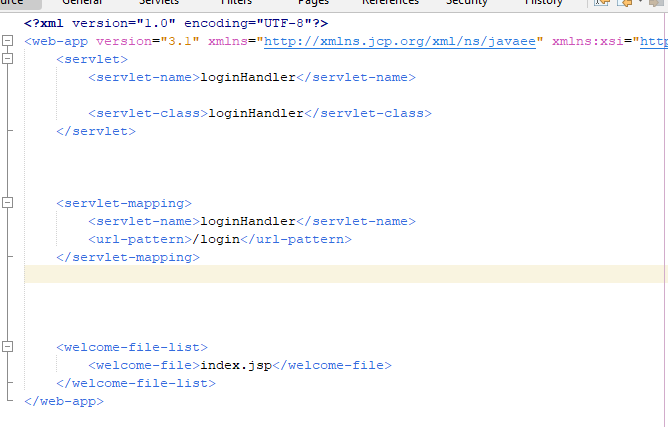 General Servlets Filters Pages References Security History
<?xml version="1.0" encoding="UTF-8"?>
<web-app version="3.1" xmlns="http://xmlns.jcp.org/xml/ns/javaee" xmlns:xsi="http
<servlet>
<servlet-name>loginHandler</servlet-name>
<servlet-class>loginHandler</servlet-class>
</servlet>
<servlet-mapping>
<servlet-name>loginHandler</servlet-name>
<url-pattern>/login</url-pattern>
</servlet-mapping>
<welcome-file-list>
<welcome-file>index.jsp</welcome-file>
</welcome-file-list>
</web-app>